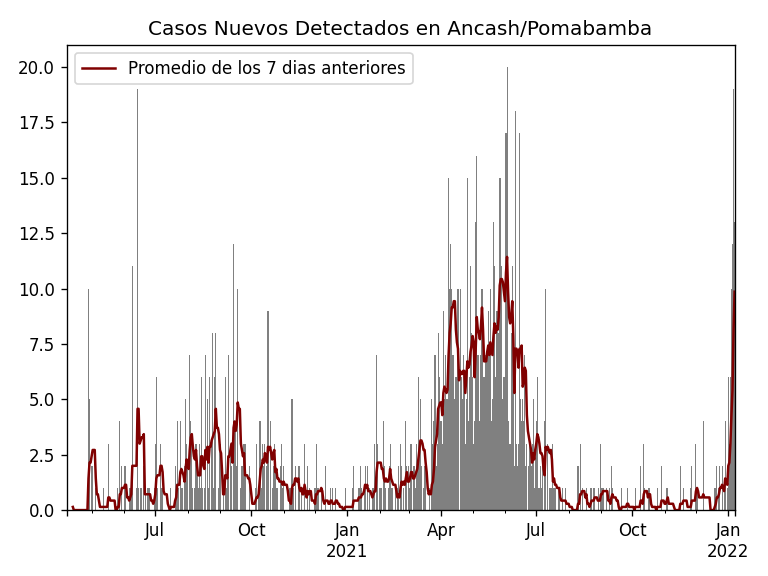 Casos Nuevos Detectados en Ancash/Pomabamba
Promedio de los 7 dias anteriores
20.0
17.5
15.0
12.5
10.0
7.5
5.0
2.5
0.0
Jul
Oct
Jan
2021
Apr
Jul
Oct
Jan
2022